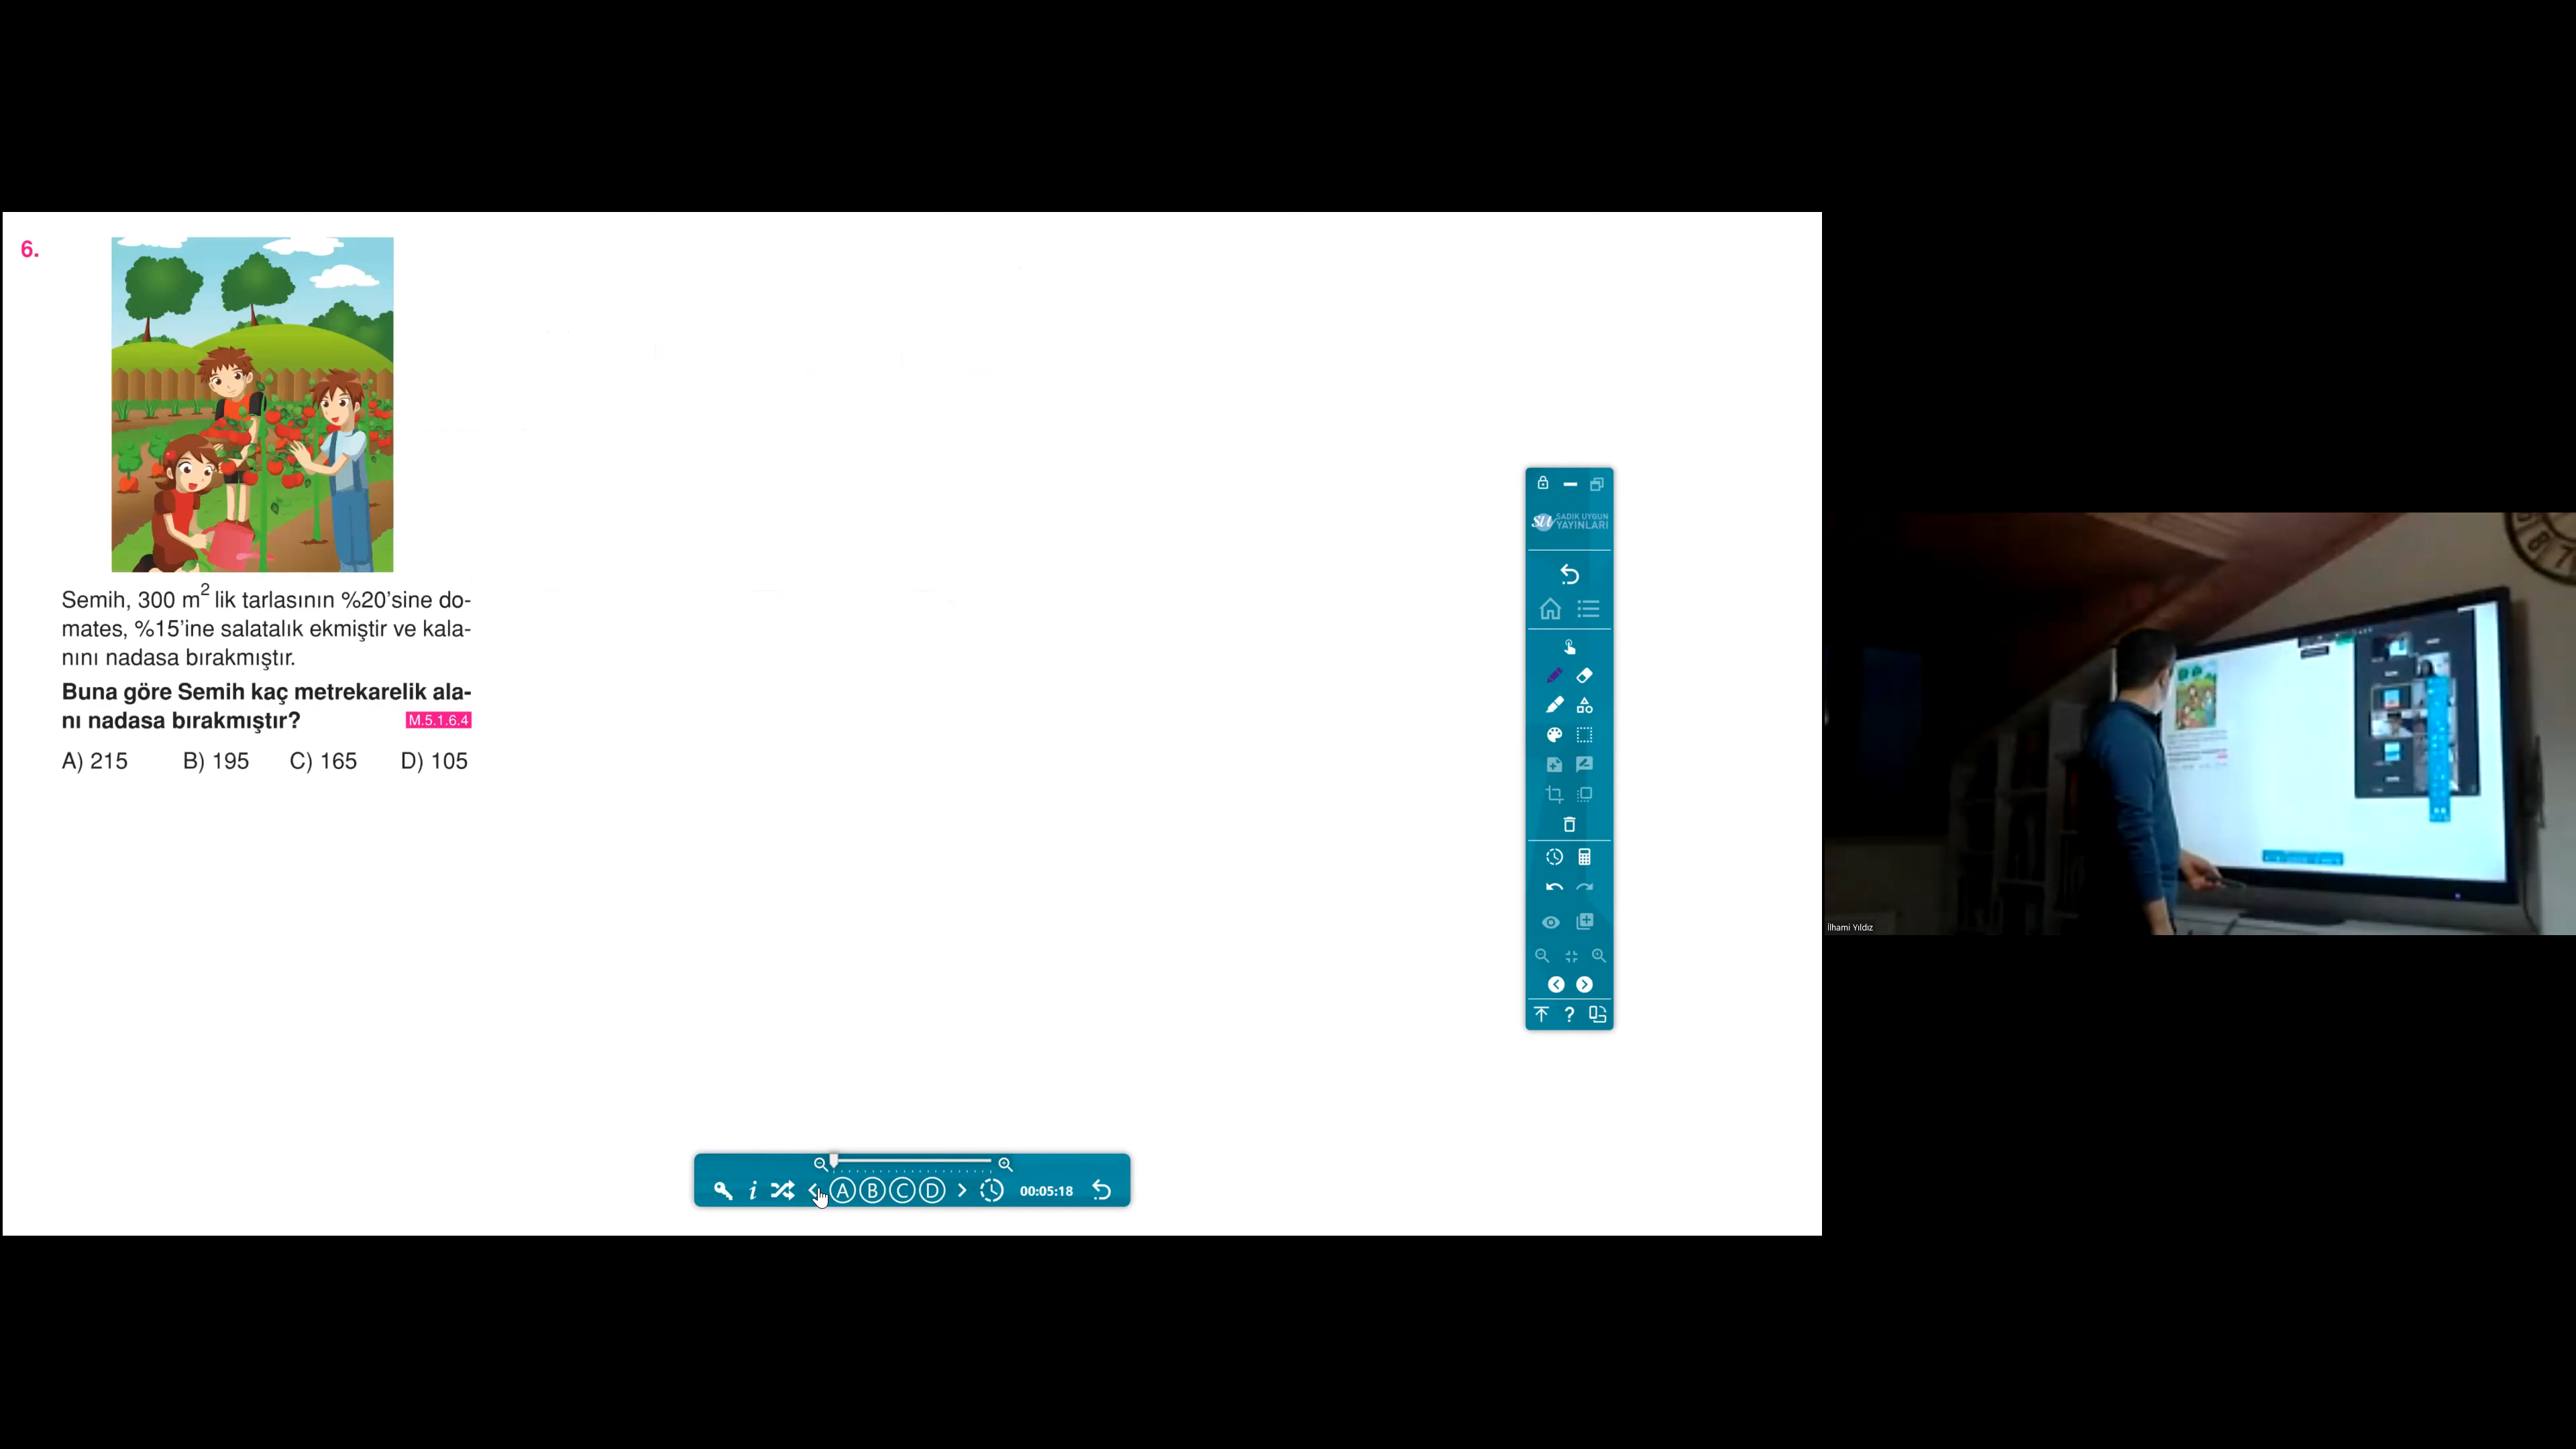 6.
Semih, 300 m² lik tarlasının %20'sine do-
mates, %15'ine salatalık ekmiştir ve kala-
nını nadasa bırakmıştır.
Buna göre Semih kaç metrekarelik ala-
nı nadasa bırakmıştır? M.5.1.6.4
A) 215 B) 195 C) 165 D) 105
SU SADIK UYGUN
YAYINLARI
?
i A B C D 00:05:18
İlhami Yıldız